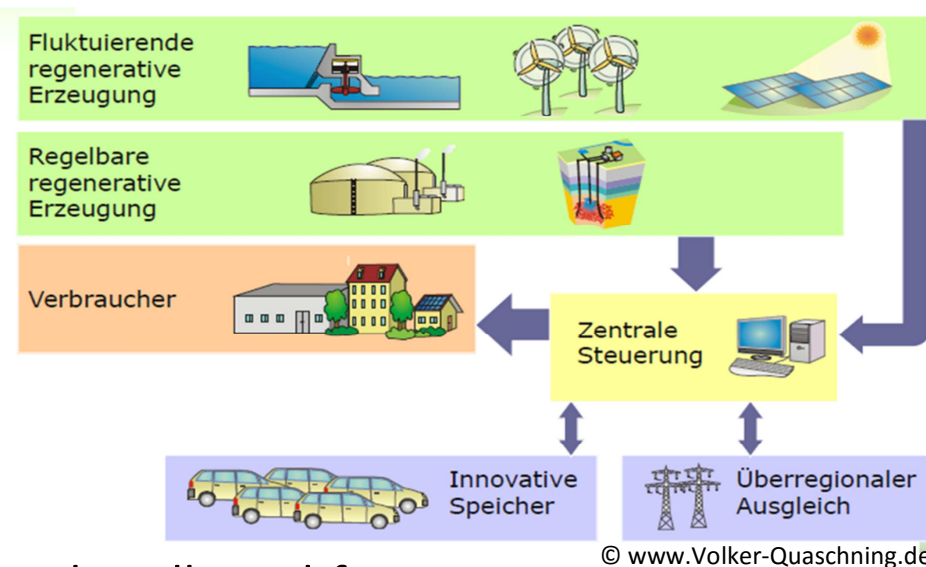 Fluktuierende
regenerative
Erzeugung
Regelbare
regenerative
Erzeugung
Verbraucher
Zentrale
Steuerung
Innovative
Speicher
Überregionaler
Ausgleich
© www.Volker-Quaschning.de